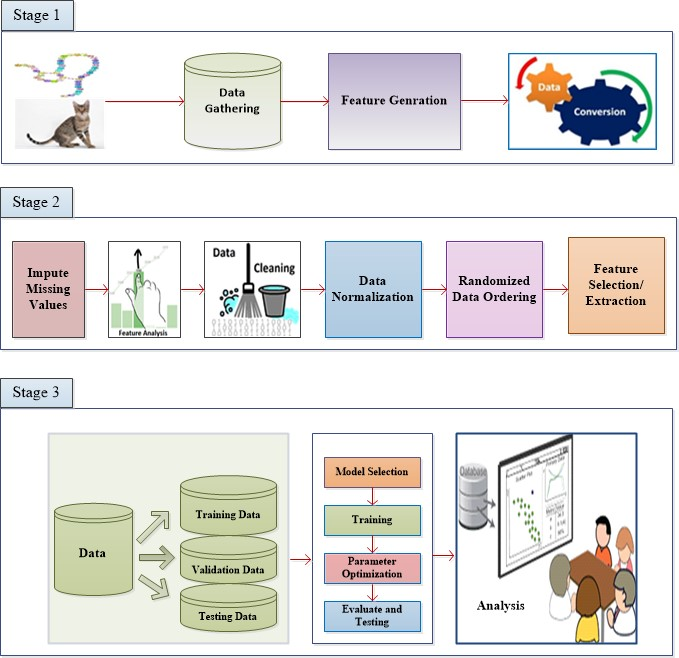 Stage 1
Data
Gathering
Feature Genration
Data
Conversion
Stage 2
Impute
Missing
Values
Feature Analysis
Data
Cleaning
Data
Normalization
Randomized
Data Ordering
Feature
Selection/
Extraction
Stage 3
Data
Training Data
Validation Data
Testing Data
Model Selection
Training
Parameter
Optimization
Evaluate and
Testing
Database
Analysis